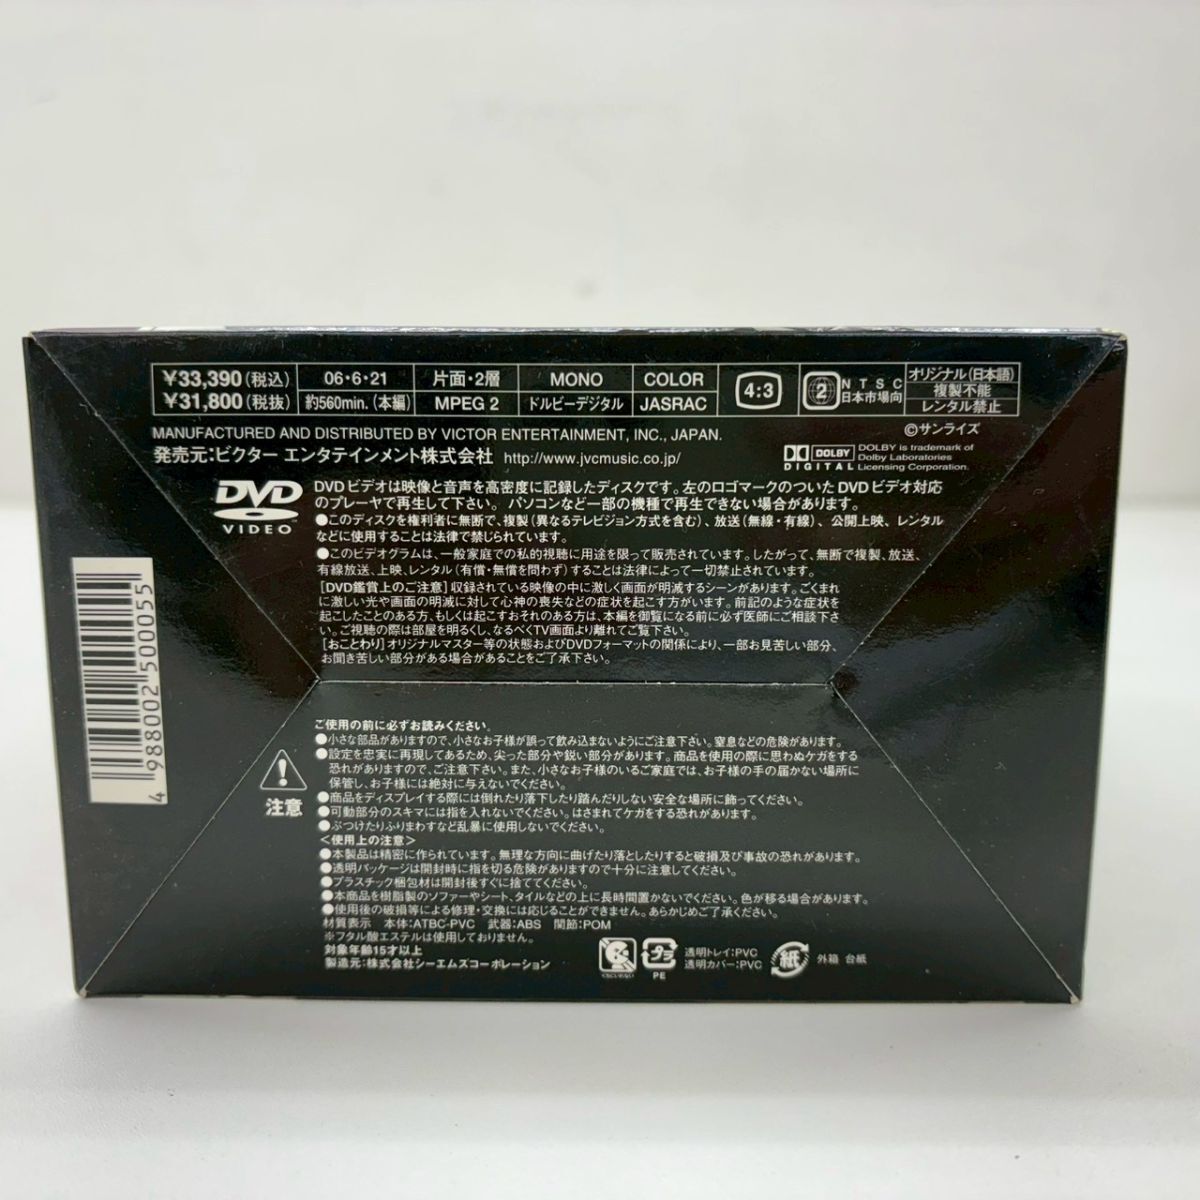 ¥33,390(税込)
¥31,800(税抜)
06・6・21
約560min.(本編)
片面・2層
MPEG 2
MONO
ドルビーデジタル
COLOR
JASRAC
4:3
2
NTSC
日本市場向
オリジナル(日本語)
複製不能
レンタル禁止
©サンライズ
MANUFACTURED AND DISTRIBUTED BY VICTOR ENTERTAINMENT, INC., JAPAN.
発売元:ビクター エンタテインメント株式会社 http://www.jvcmusic.co.jp/
DOLBY
DIGITAL
DOLBY is trademark of
Dolby Laboratories
Licensing Corporation.
DVD
VIDEO
DVDビデオは映像と音声を高密度に記録したディスクです。左のロゴマークのついたDVDビデオ対応
のプレーヤで再生して下さい。パソコンなど一部の機種で再生できない場合があります。
●このディスクを権利者に無断で、複製(異なるテレビジョン方式を含む)、放送(無線・有線)、公開上映、レンタル
などに使用することは法律で禁じられています。
●このビデオグラムは、一般家庭での私的視聴に用途を限って販売されています。したがって、無断で複製、放送、
有線放送、上映、レンタル(有償・無償を問わず)することは法律によって一切禁止されています。
[DVD鑑賞上のご注意]収録されている映像の中に激しく画面が明滅するシーンがあります。ごくまれ
に激しい光や画面の明滅に対して心神の喪失などの症状を起こす方がいます。前記のような症状を
起こしたことのある方、もしくは起こすおそれのある方は、本編を御覧になる前に必ず医師にご相談下さ
い。ご視聴の際は部屋を明るくし、なるべくTV画面より離れてご覧下さい。
[おことわり]オリジナルマスター等の状態およびDVDフォーマットの関係により、一部お見苦しい部分、
お聞き苦しい部分がある場合があることをご了承下さい。
4 988002 500055
注意
ご使用の前に必ずお読みください。
●小さな部品がありますので、小さなお子様が誤って飲み込まないようにご注意下さい。窒息などの危険があります。
●設定を忠実に再現してあるため、尖った部分や鋭い部分があります。商品を使用の際に思わぬケガをする
恐れがありますので、ご注意下さい。また、小さなお子様のいるご家庭では、お子様の手の届かない場所に
保管し、お子様には絶対に与えないでください。
●商品をディスプレイする際には倒れたり落下したり踏んだりしない安全な場所に飾ってください。
●可動部分のスキマには指を入れないでください。はさまれてケガをする恐れがあります。
●ぶつけたりふりまわすなど乱暴に使用しないでください。
<使用上の注意>
●本製品は精密に作られています。無理な方向に曲げたり落としたりすると破損及び事故の恐れがあります。
●透明パッケージは開封時に指を切る危険がありますので十分に注意してください。
●プラスチック梱包材は開封後すぐに捨ててください。
●本商品を樹脂製のソファーやシート、タイルなどの上に長時間置かないでください。色が移る場合があります。
●使用後の破損等による修理・交換には応じることができません。あらかじめご了承ください。
材質表示 本体:ATBC-PVC 武器:ABS 関節:POM
※フタル酸エステルは使用しておりません。
対象年齢15才以上
製造元:株式会社シーエムズコーポレーション
くちにいれない
プラ
PE
透明トレイ:PVC
透明カバー:PVC
紙
外箱 台紙